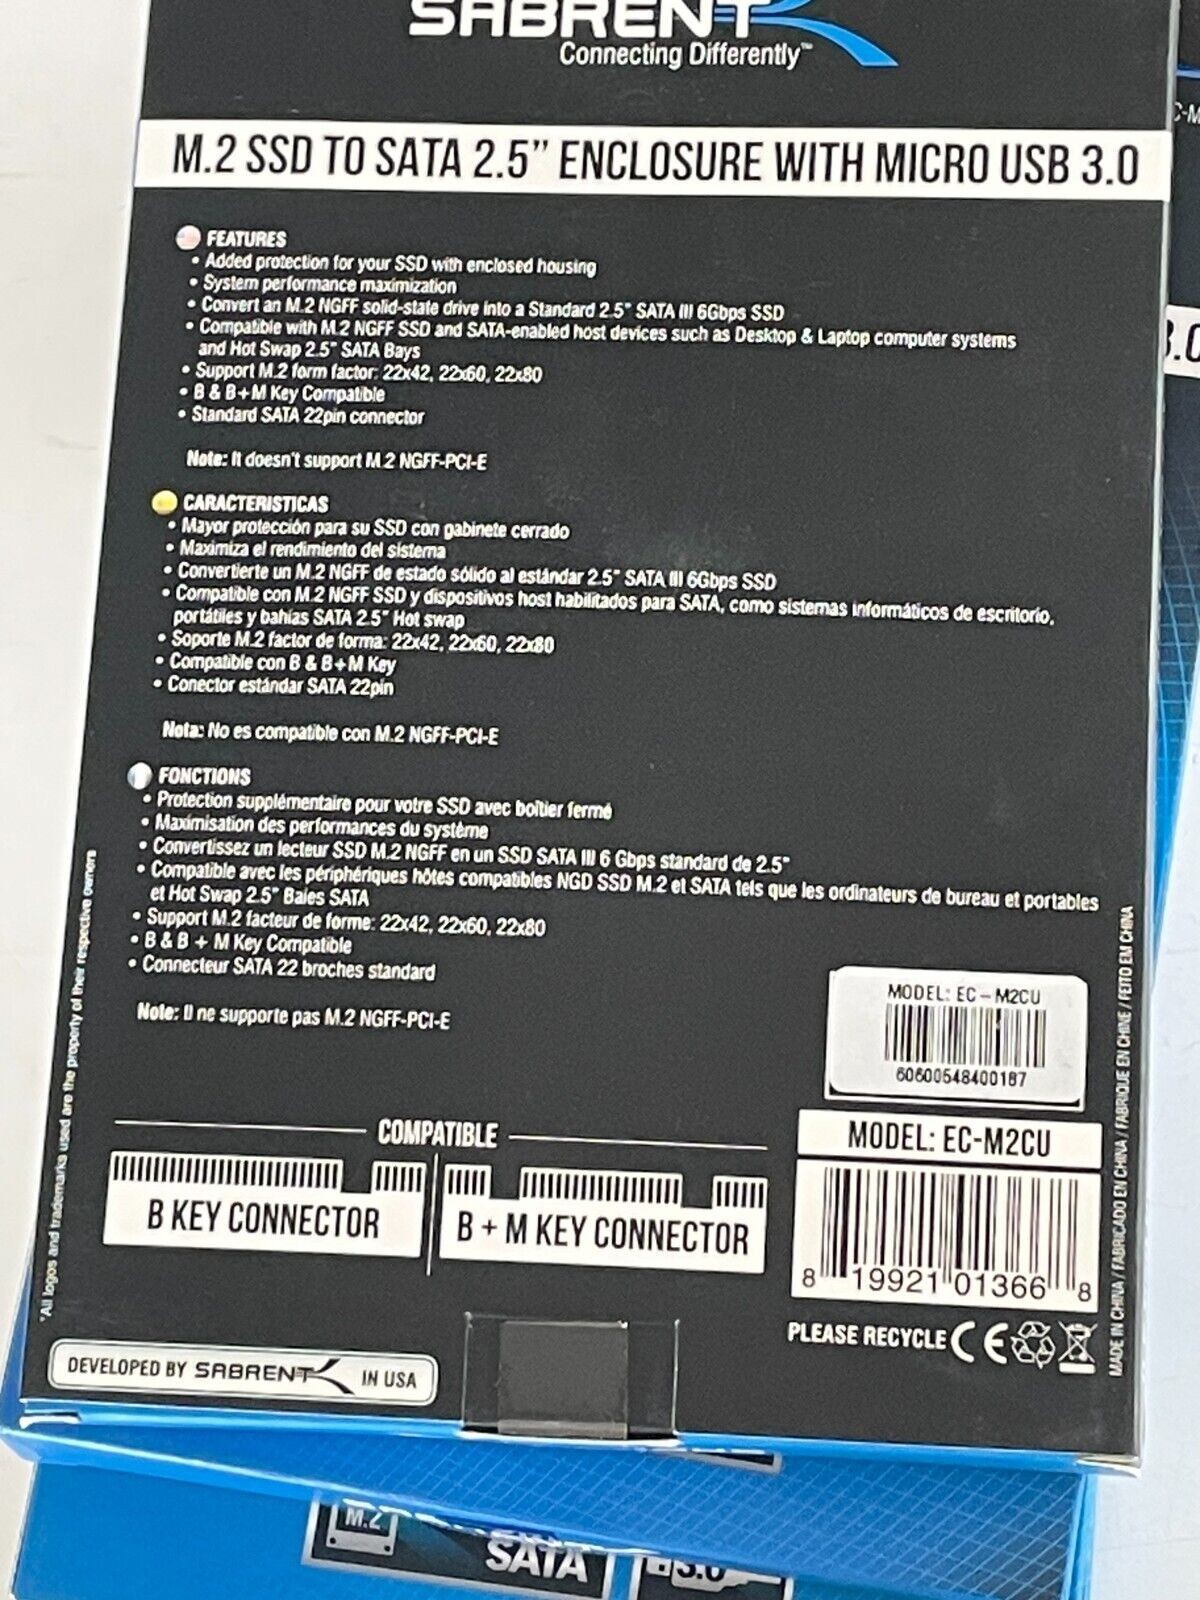 SABRENT
Connecting Differently™
M.2 SSD TO SATA 2.5" ENCLOSURE WITH MICRO USB 3.0
FEATURES
• Added protection for your SSD with enclosed housing
• System performance maximization
• Convert an M.2 NGFF solid-state drive into a Standard 2.5" SATA III 6Gbps SSD
• Compatible with M.2 NGFF SSD and SATA-enabled host devices such as Desktop & Laptop computer systems
and Hot Swap 2.5" SATA Bays
• Support M.2 form factor: 22x42, 22x60, 22x80
• B & B+M Key Compatible
• Standard SATA 22pin connector
Note: It doesn't support M.2 NGFF-PCI-E
CARACTERISTICAS
• Mayor protección para su SSD con gabinete cerrado
• Maximiza el rendimiento del sistema
• Convertierte un M.2 NGFF de estado sólido al estándar 2.5" SATA III 6Gbps SSD
• Compatible con M.2 NGFF SSD y dispositivos host habilitados para SATA, como sistemas informáticos de escritorio,
portátiles y bahías SATA 2.5" Hot swap
• Soporte M.2 factor de forma: 22x42, 22x60, 22x80
• Compatible con B & B+M Key
• Conector estándar SATA 22pin
Nota: No es compatible con M.2 NGFF-PCI-E
FONCTIONS
• Protection supplémentaire pour votre SSD avec boîtier fermé
• Maximisation des performances du système
• Convertissez un lecteur SSD M.2 NGFF en un SSD SATA III 6 Gbps standard de 2.5"
• Compatible avec les périphériques hôtes compatibles NGD SSD M.2 et SATA tels que les ordinateurs de bureau et portables
et Hot Swap 2.5" Baies SATA
• Support M.2 facteur de forme: 22x42, 22x60, 22x80
• B & B + M Key Compatible
• Connecteur SATA 22 broches standard
Note: Il ne supporte pas M.2 NGFF-PCI-E
*All logos and trademarks used are the property of their respective owners
MODEL: EC-M2CU
60600548400187
COMPATIBLE
B KEY CONNECTOR
B + M KEY CONNECTOR
MODEL: EC-M2CU
8 19921 01366 8
PLEASE RECYCLE CE
MADE IN CHINA / FABRICADO EN CHINA / FABRIQUE EN CHINE / FEITO EM CHINA
DEVELOPED BY SABRENT IN USA
M.2
SATA
3.0